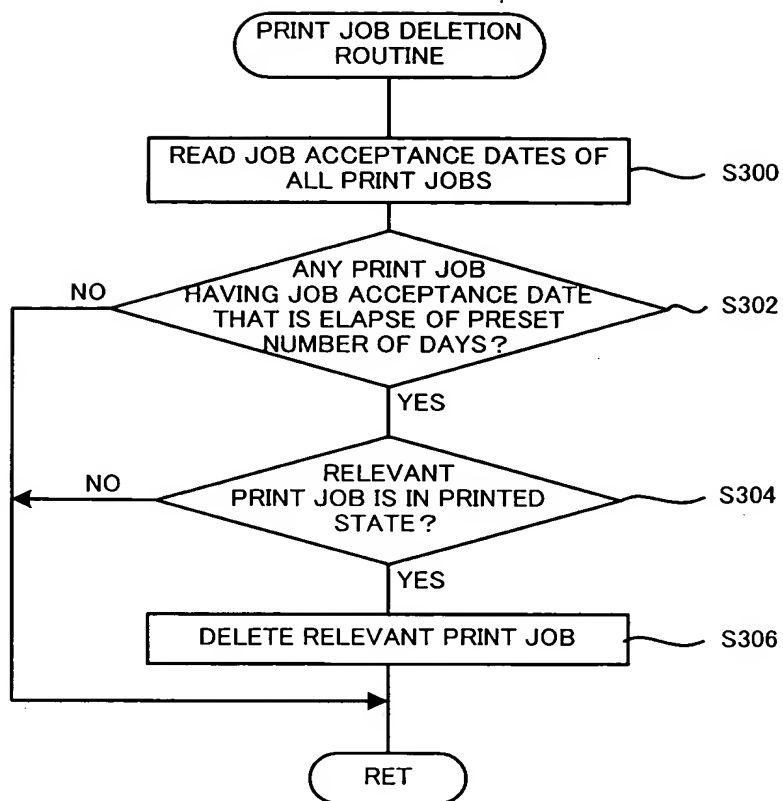 PRINT JOB DELETION
ROUTINE
READ JOB ACCEPTANCE DATES OF
ALL PRINT JOBS
S300
ANY PRINT JOB
HAVING JOB ACCEPTANCE DATE
THAT IS ELAPSE OF PRESET
NUMBER OF DAYS?
S302
NO
YES
RELEVANT
PRINT JOB IS IN PRINTED
STATE?
S304
NO
YES
DELETE RELEVANT PRINT JOB
S306
RET